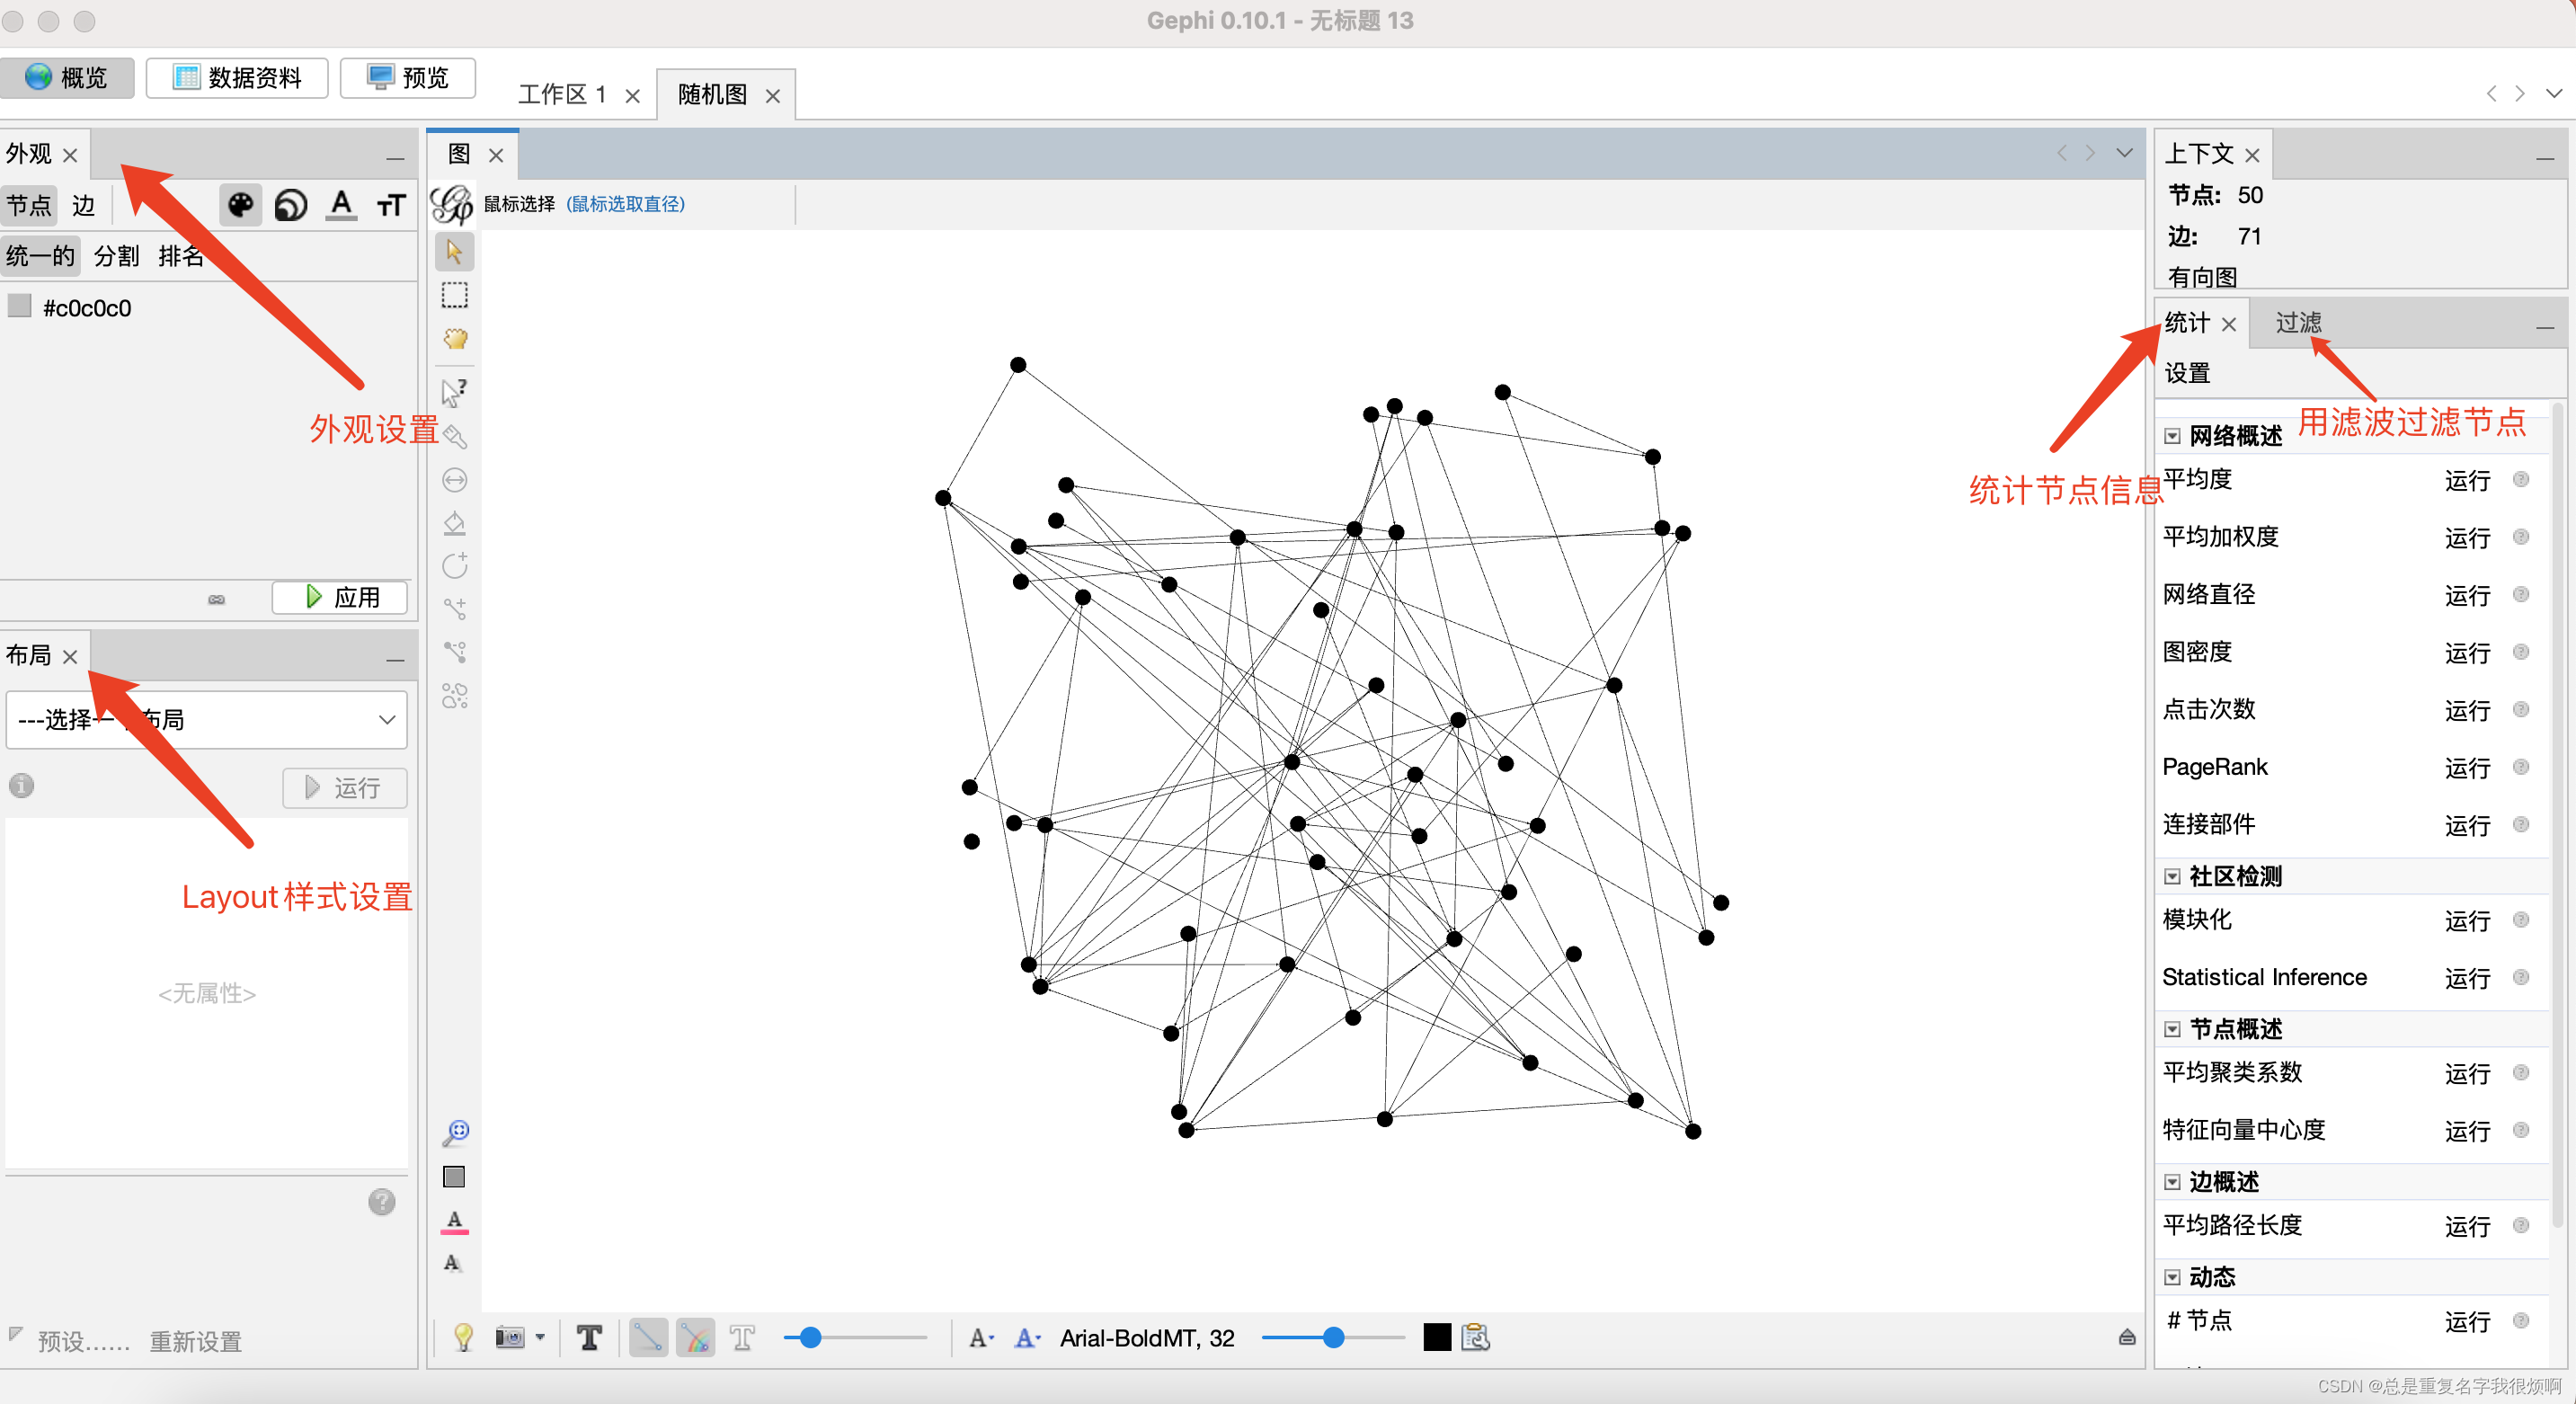 Gephi 0.10.1 - 无标题 13
概览
数据资料
预览
工作区 1
随机图
外观
节点 边
统一的 分割 排名
#c0c0c0
外观设置
应用
布局
---选择一
布局
运行
Layout样式设置
<无属性>
预设...... 重新设置
图
鼠标选择 (鼠标选取直径)
Arial-BoldMT, 32
上下文
节点: 50
边: 71
有向图
统计
过滤
设置
用滤波过滤节点
统计节点信息
网络概述
平均度 运行
平均加权度 运行
网络直径 运行
图密度 运行
点击次数 运行
PageRank 运行
连接部件 运行
社区检测
模块化 运行
Statistical Inference 运行
节点概述
平均聚类系数 运行
特征向量中心度 运行
边概述
平均路径长度 运行
动态
# 节点 运行
CSDN @总是重复名字我很烦啊